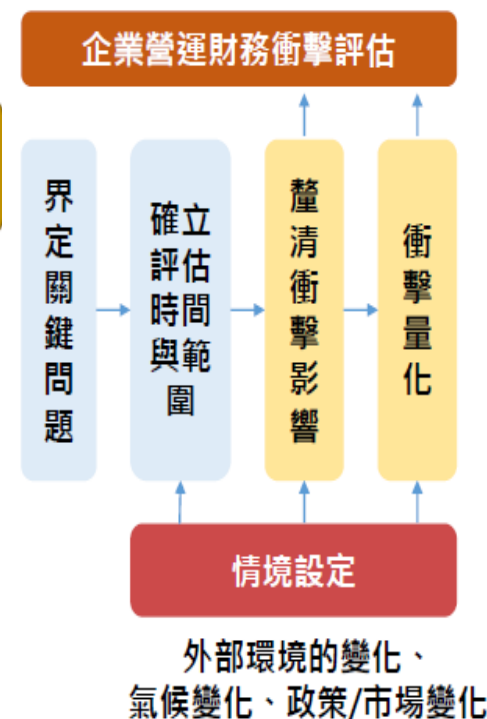 企業營運財務衝擊評估
界定關鍵問題
確立
評估
時間
與範
圍
釐清衝擊影響
衝擊量化
情境設定
外部環境的變化、
氣候變化、政策/市場變化